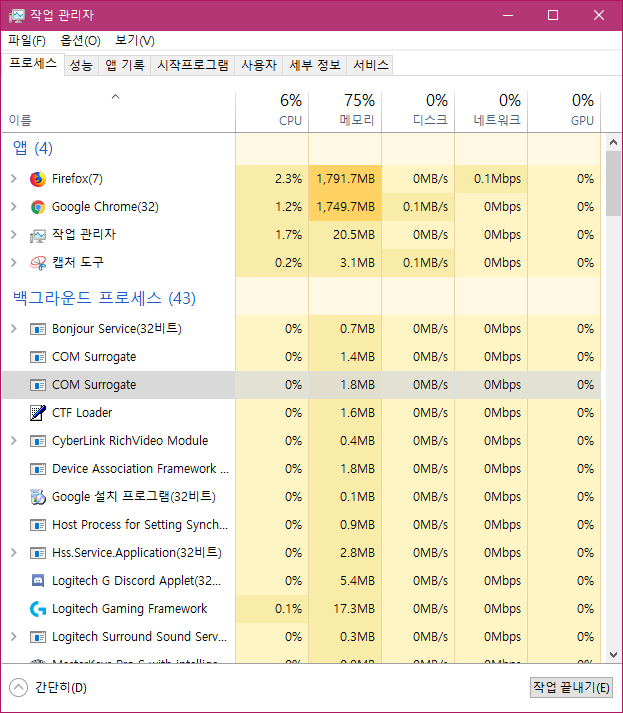 작업 관리자
파일(F) 옵션(O) 보기(V)
프로세스 성능 앱 기록 시작프로그램 사용자 세부 정보 서비스
6% 75% 0% 0% 0%
이름 CPU 메모리 디스크 네트워크 GPU
앱 (4)
Firefox(7) 2.3% 1,791.7MB 0MB/s 0.1Mbps 0%
Google Chrome(32) 1.2% 1,749.7MB 0.1MB/s 0Mbps 0%
작업 관리자 1.7% 20.5MB 0MB/s 0Mbps 0%
캡처 도구 0.2% 3.1MB 0.1MB/s 0Mbps 0%
백그라운드 프로세스 (43)
Bonjour Service(32비트) 0% 0.7MB 0MB/s 0Mbps 0%
COM Surrogate 0% 1.4MB 0MB/s 0Mbps 0%
COM Surrogate 0% 1.8MB 0MB/s 0Mbps 0%
CTF Loader 0% 1.6MB 0MB/s 0Mbps 0%
CyberLink RichVideo Module 0% 0.4MB 0MB/s 0Mbps 0%
Device Association Framework ... 0% 1.8MB 0MB/s 0Mbps 0%
Google 설치 프로그램(32비트) 0% 0.1MB 0MB/s 0Mbps 0%
Host Process for Setting Synch... 0% 0.9MB 0MB/s 0Mbps 0%
Hss.Service.Application(32비트) 0% 2.8MB 0MB/s 0Mbps 0%
Logitech G Discord Applet(32... 0% 5.4MB 0MB/s 0Mbps 0%
Logitech Gaming Framework 0.1% 17.3MB 0MB/s 0Mbps 0%
Logitech Surround Sound Serv... 0% 0.3MB 0MB/s 0Mbps 0%
간단히(D) 작업 끝내기(E)